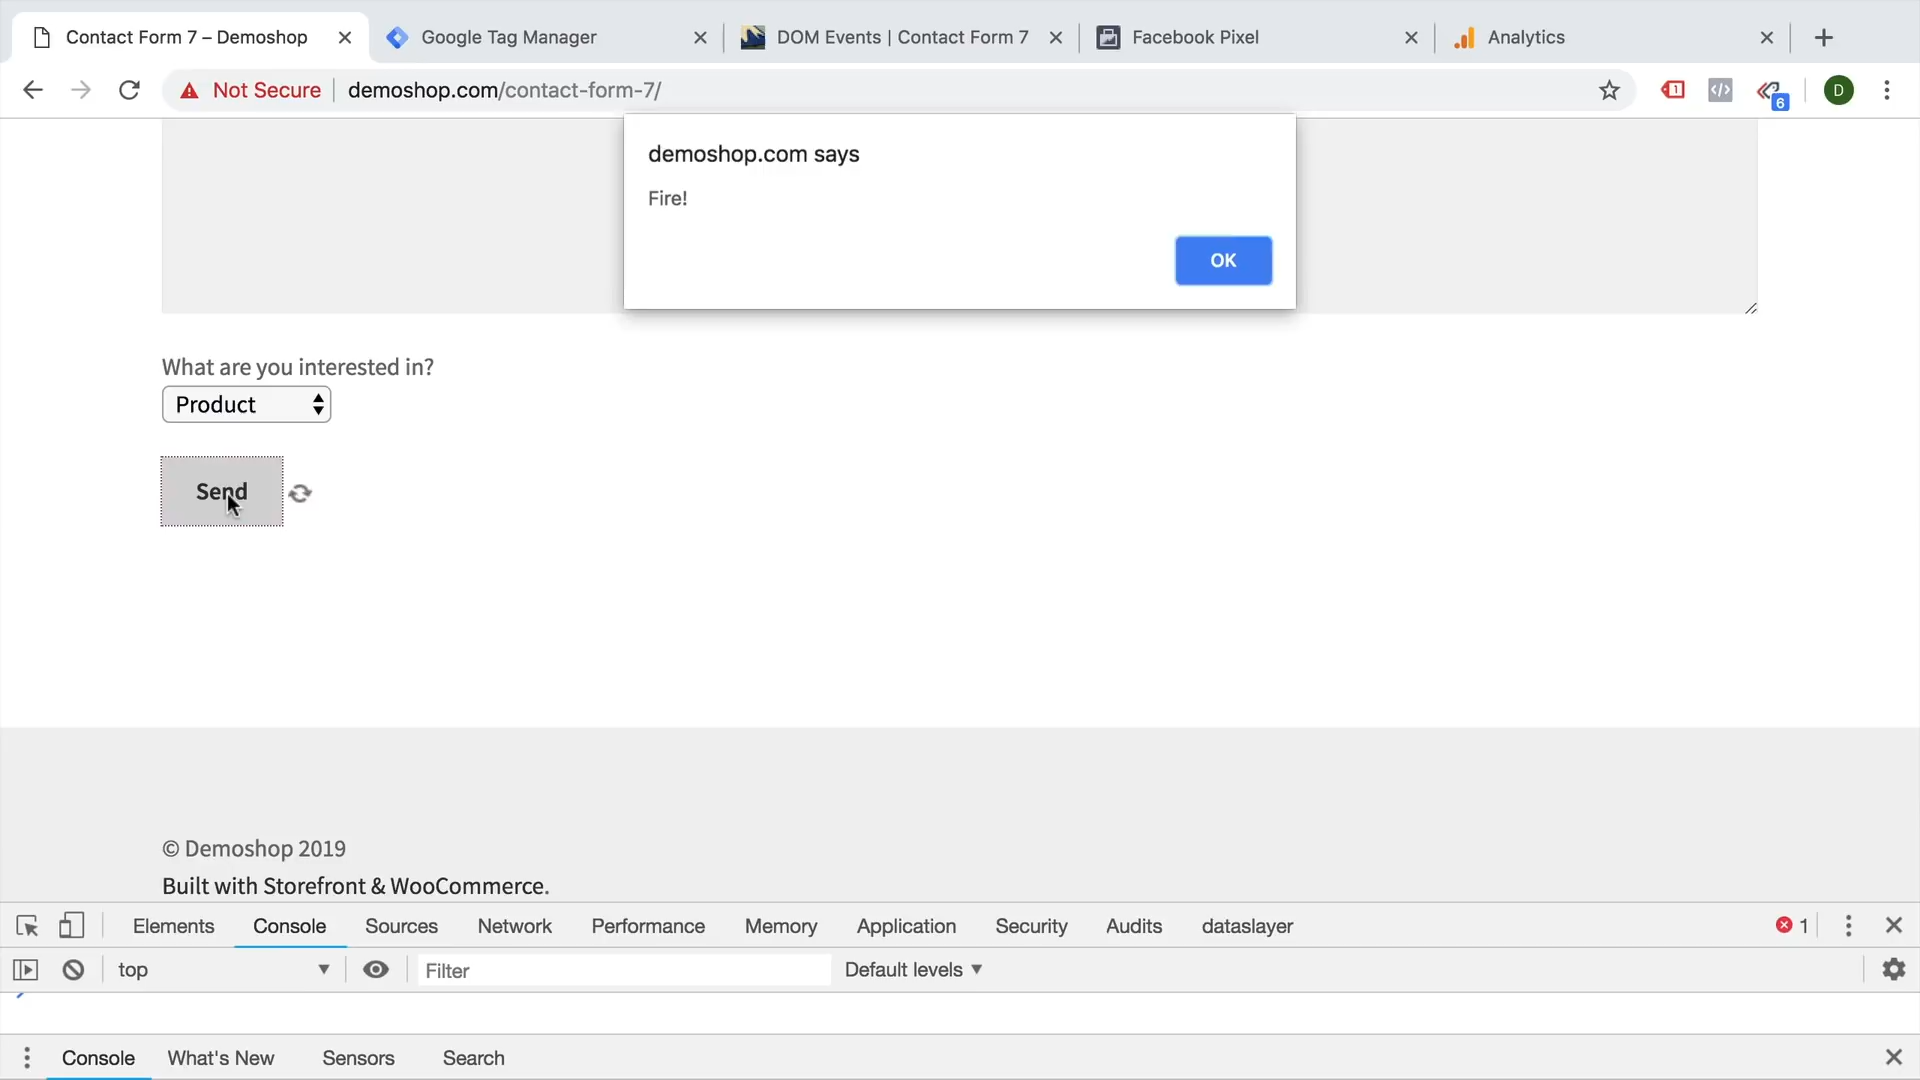 Contact Form 7 – Demoshop
Google Tag Manager
DOM Events | Contact Form 7
Facebook Pixel
Analytics
Not Secure
demoshop.com/contact-form-7/
1
6
D
demoshop.com says
Fire!
OK
What are you interested in?
Product
Send
© Demoshop 2019
Built with Storefront & WooCommerce.
Elements
Console
Sources
Network
Performance
Memory
Application
Security
Audits
dataslayer
1
top
Filter
Default levels
Console
What's New
Sensors
Search